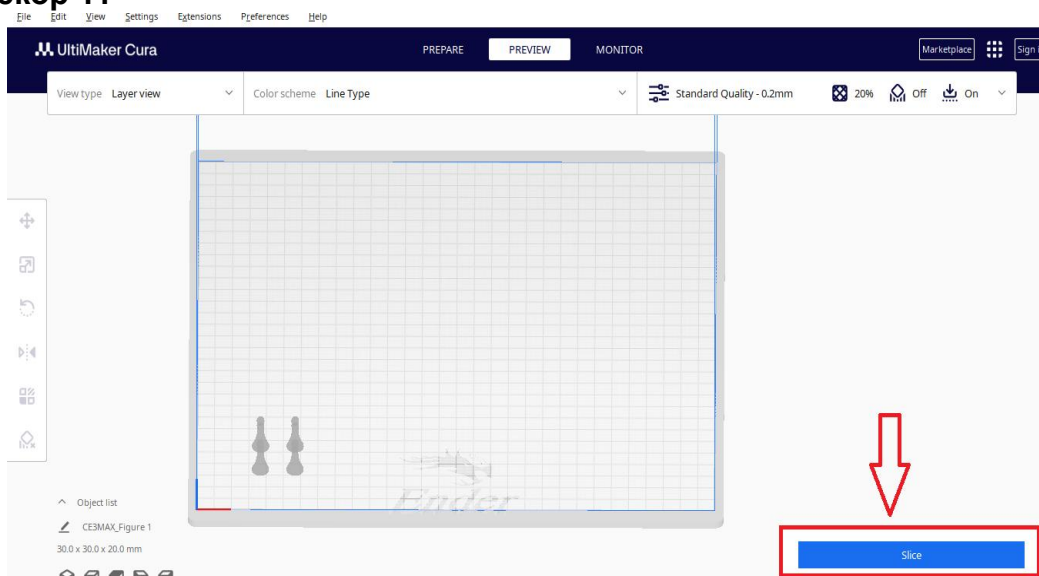 File Edit View Settings Extensions Preferences Help
UltiMaker Cura PREPARE PREVIEW MONITOR Marketplace Sign
View type Layer view Color scheme Line Type Standard Quality - 0.2mm 20% Off On
Ender
Object list
CE3MAX_Figure 1
30.0 x 30.0 x 20.0 mm
Slice